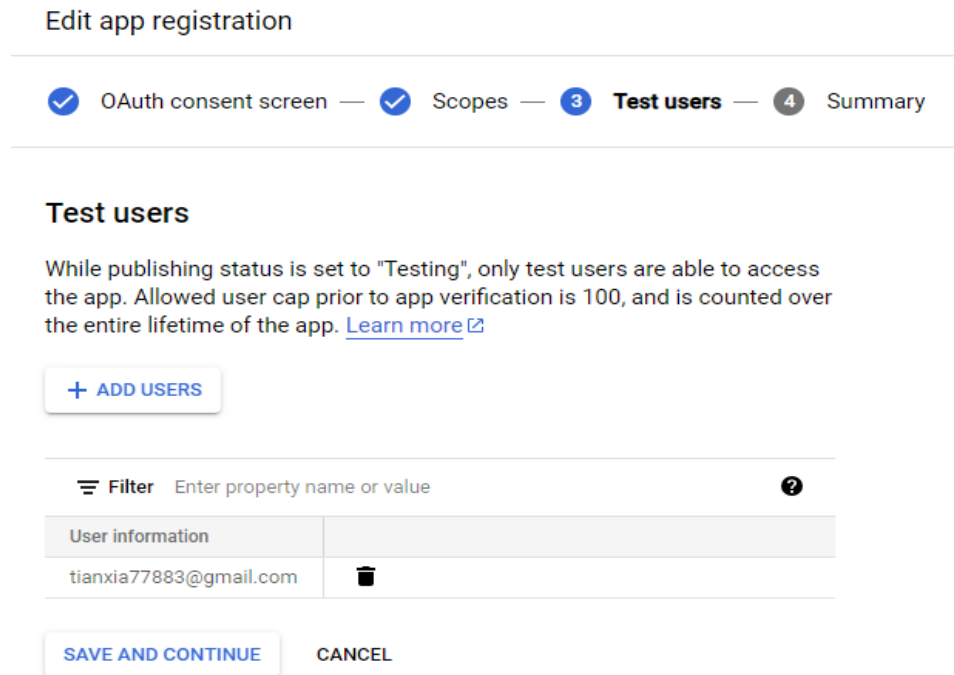 Edit app registration
OAuth consent screen — Scopes — 3 Test users — 4 Summary
Test users
While publishing status is set to "Testing", only test users are able to access
the app. Allowed user cap prior to app verification is 100, and is counted over
the entire lifetime of the app. Learn more
+ ADD USERS
Filter Enter property name or value
User information
tianxia77883@gmail.com
SAVE AND CONTINUE CANCEL